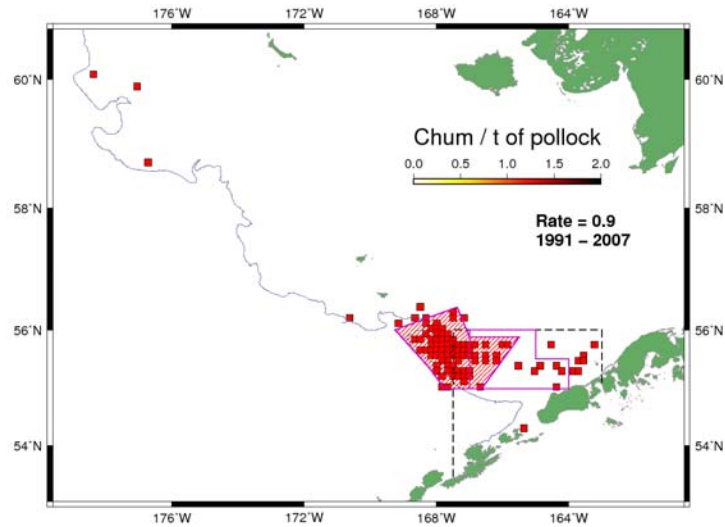 176°W 172°W 168°W 164°W
60°N 60°N
Chum / t of pollock
0.0 0.5 1.0 1.5 2.0
58°N 58°N
Rate = 0.9
1991 – 2007
56°N 56°N
54°N 54°N
176°W 172°W 168°W 164°W